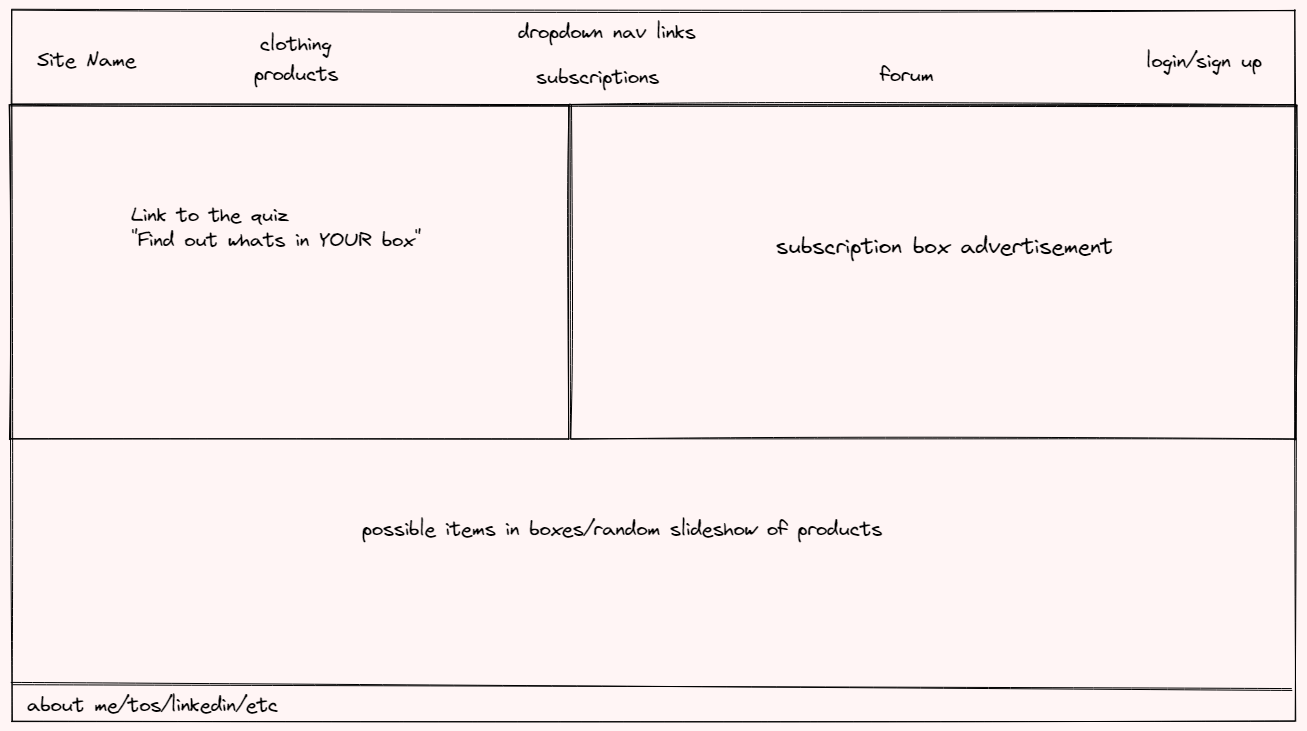 Site Name
clothing
products
dropdown nav links
subscriptions
forum
login/sign up
Link to the quiz
"Find out whats in YOUR box"
subscription box advertisement
possible items in boxes/random slideshow of products
about me/tos/linkedin/etc